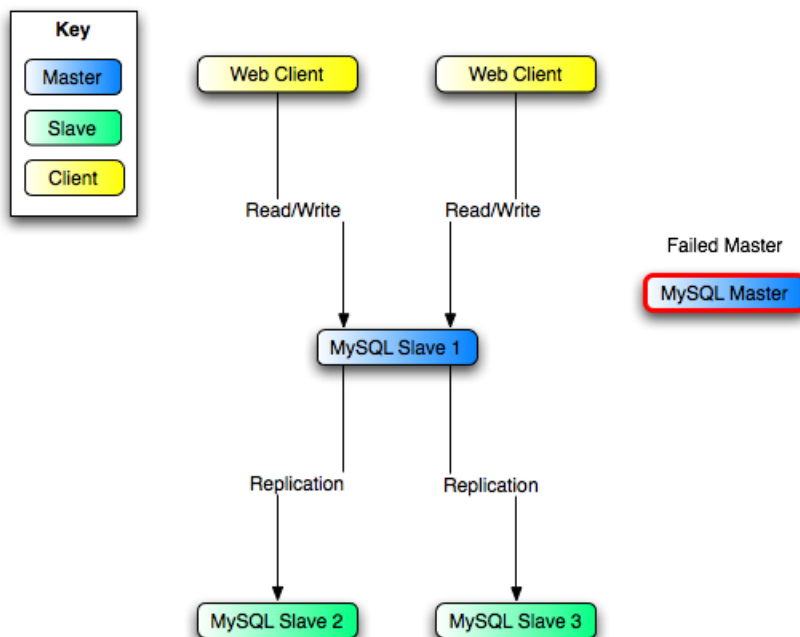 Key
Master
Slave
Client
Web Client
Web Client
Read/Write
Read/Write
Failed Master
MySQL Master
MySQL Slave 1
Replication
Replication
MySQL Slave 2
MySQL Slave 3